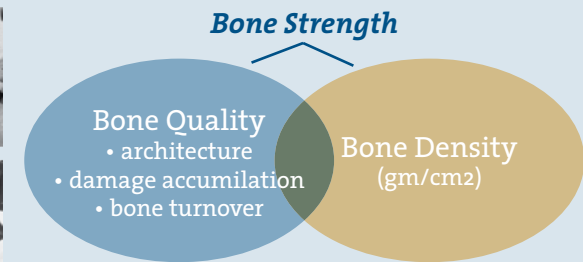 Bone Strength
Bone Quality
• architecture
• damage accumilation
• bone turnover
Bone Density
(gm/cm2)